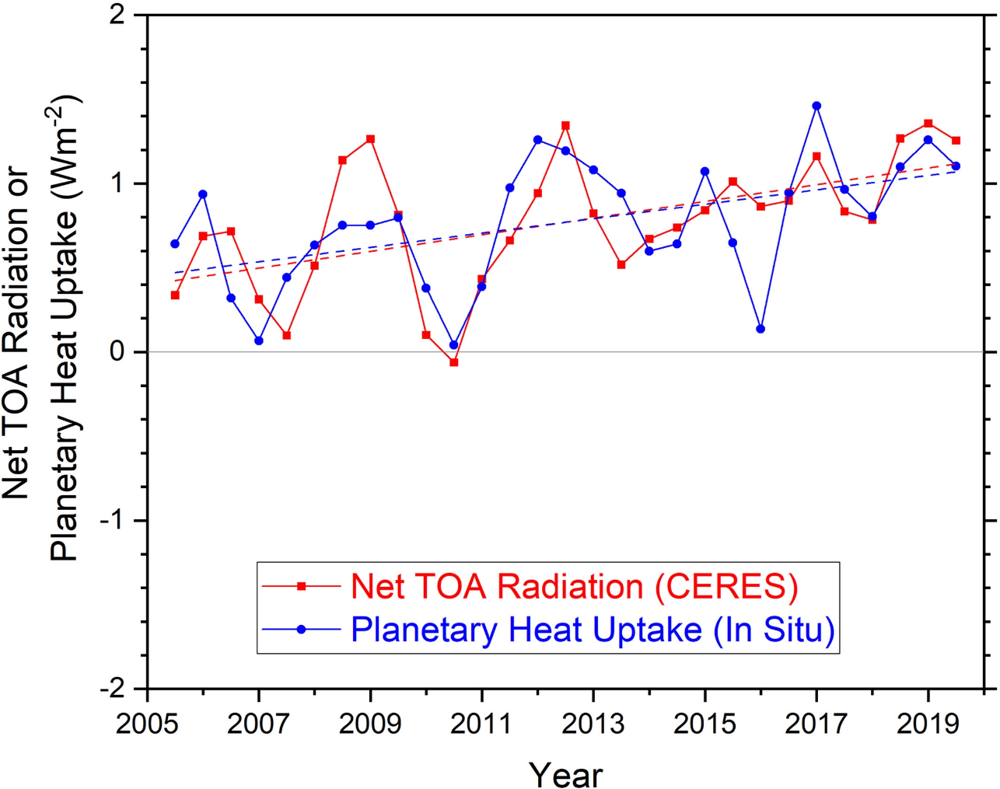 Net TOA Radiation or
Planetary Heat Uptake (Wm-2)
2
1
0
-1
-2
Net TOA Radiation (CERES)
Planetary Heat Uptake (In Situ)
2005 2007 2009 2011 2013 2015 2017 2019
Year